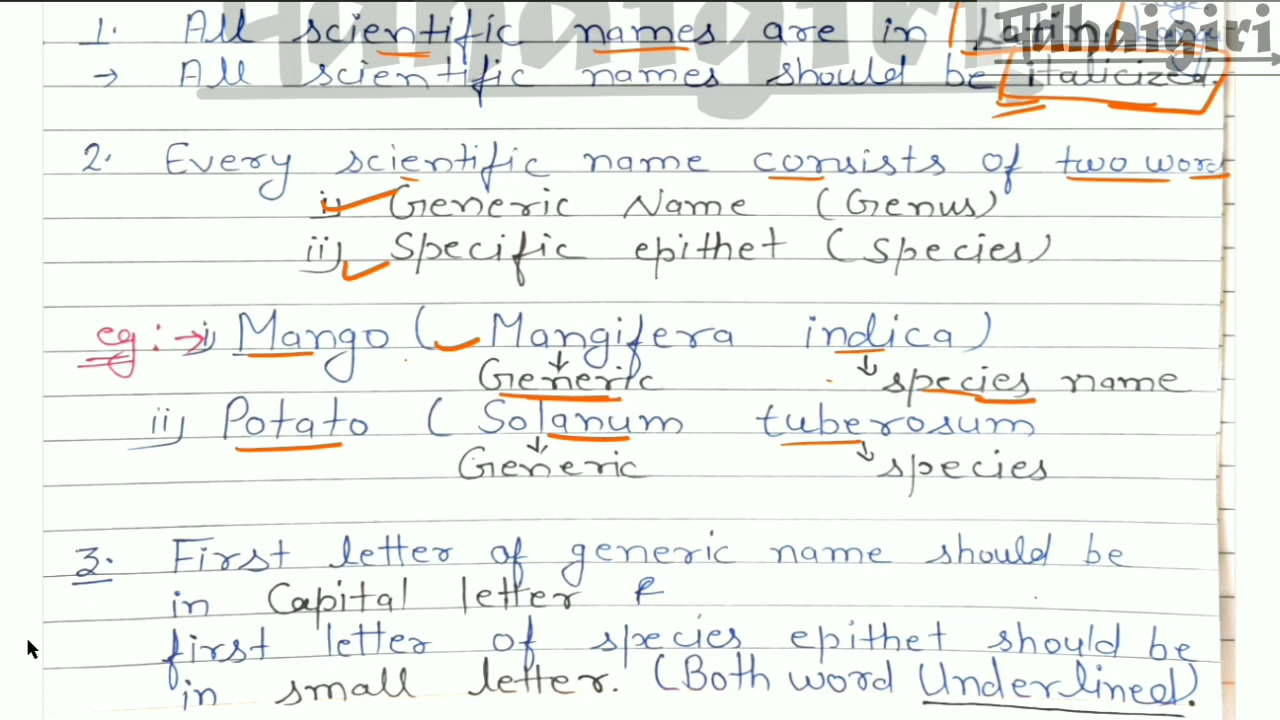 1. All scientific names are in Latin
→ All scientific names should be italicized.
2. Every scientific name consists of two word
i) Generic Name (Genus)
ii) Specific epithet (Species)
eg:→ i) Mango ( Mangifera indica)
↓ Generic ↓ species name
ii) Potato ( Solanum tuberosum
↓ Generic ↓ species
3. First letter of generic name should be
in Capital letter &
first letter of species epithet should be
in small letter. (Both word Underlined).